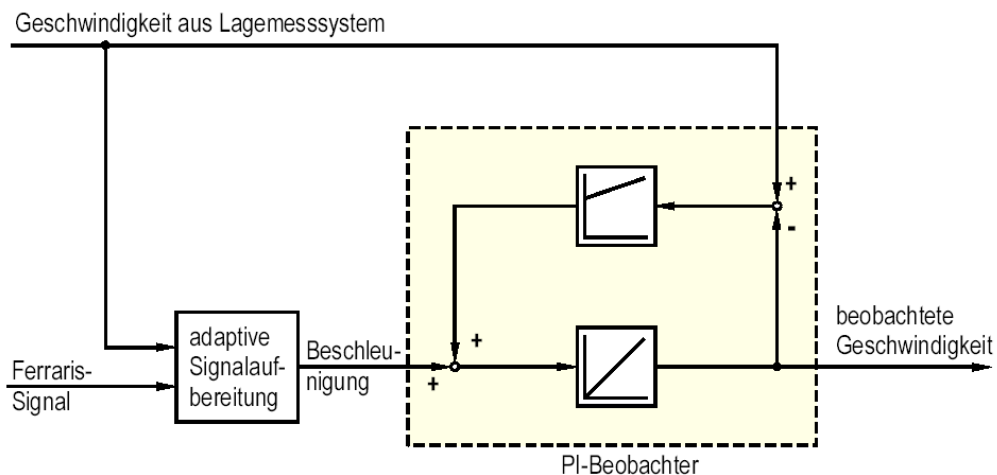 Geschwindigkeit aus Lagemesssystem
+
-
+
+
adaptive
Signalauf-
bereitung
Beschleu-
nigung
Ferraris-
Signal
beobachtete
Geschwindigkeit
PI-Beobachter